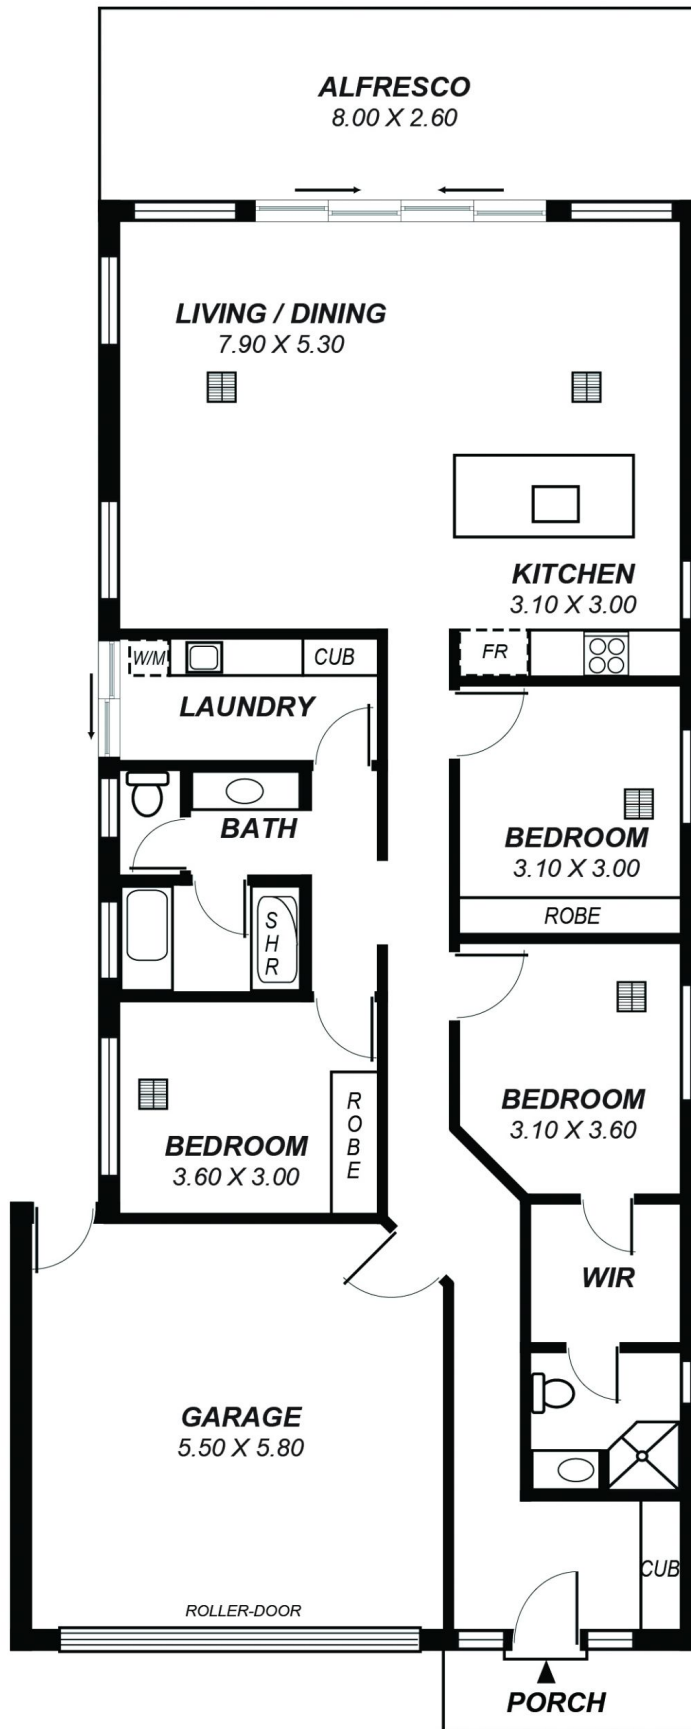 ALFRESCO
8.00 X 2.60
LIVING / DINING
7.90 X 5.30
KITCHEN
3.10 X 3.00
W/M
CUB
FR
LAUNDRY
BATH
BEDROOM
3.10 X 3.00
ROBE
SHR
BEDROOM
3.10 X 3.60
BEDROOM
3.60 X 3.00
ROBE
WIR
GARAGE
5.50 X 5.80
CUB
ROLLER-DOOR
PORCH